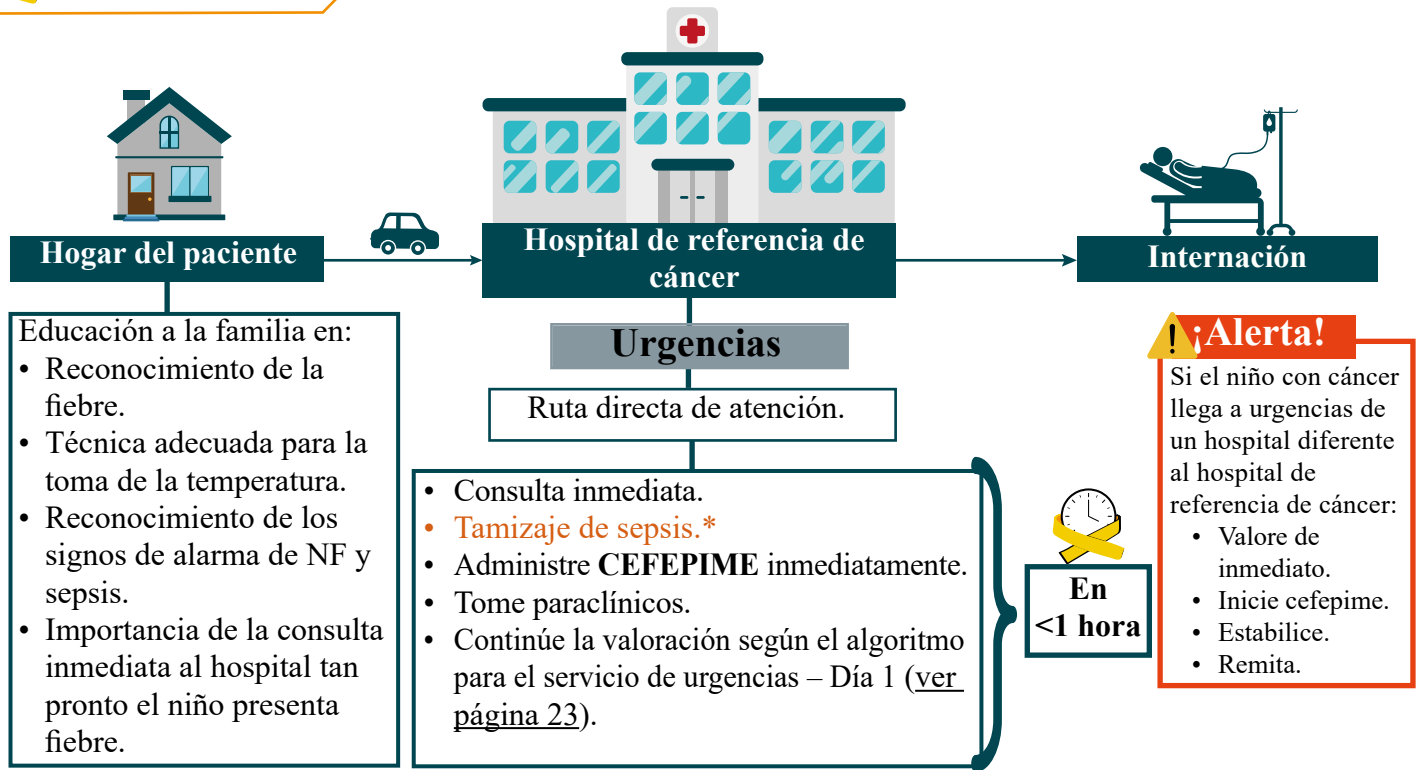 Hogar del paciente
Educación a la familia en:
• Reconocimiento de la
fiebre.
• Técnica adecuada para la
toma de la temperatura.
• Reconocimiento de los
signos de alarma de NF y
sepsis.
• Importancia de la consulta
inmediata al hospital tan
pronto el niño presenta
fiebre.
Hospital de referencia de
cáncer
Urgencias
Ruta directa de atención.
• Consulta inmediata.
• Tamizaje de sepsis.*
• Administre CEFEPIME inmediatamente.
• Tome paraclínicos.
• Continúe la valoración según el algoritmo
para el servicio de urgencias – Día 1 (ver
página 23).
En
<1 hora
Internación
¡Alerta!
Si el niño con cáncer
llega a urgencias de
un hospital diferente
al hospital de
referencia de cáncer:
• Valore de
inmediato.
• Inicie cefepime.
• Estabilice.
• Remita.